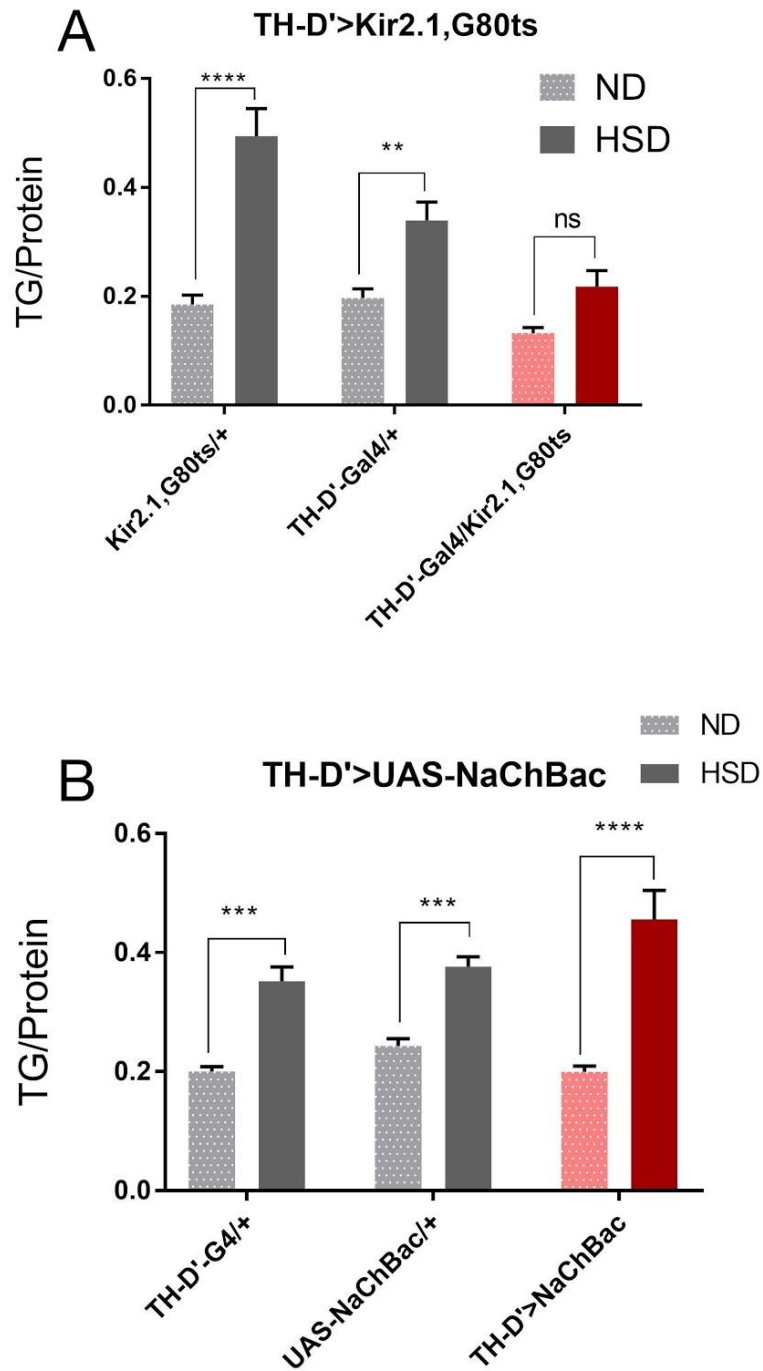 A
TH-D'>Kir2.1,G80ts
ND
HSD
TG/Protein
0.6
0.4
0.2
0.0
****
**
ns
Kir2.1,G80ts/+
TH-D'-Gal4/+
TH-D'-Gal4/Kir2.1,G80ts
B
TH-D'>UAS-NaChBac
ND
HSD
TG/Protein
0.6
0.4
0.2
0.0
***
***
****
TH-D'-G4/+
UAS-NaChBac/+
TH-D'>NaChBac